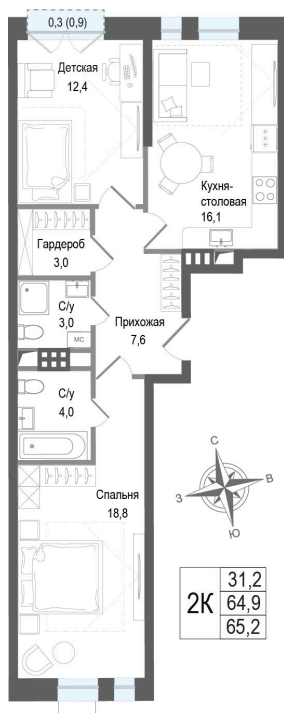 0,3 (0,9)
Детская
12,4
Кухня-
столовая
16,1
Гардероб
3,0
С/у
3,0
МС
Прихожая
7,6
С/у
4,0
С
З
В
Ю
Спальня
18,8
2К
31,2
64,9
65,2